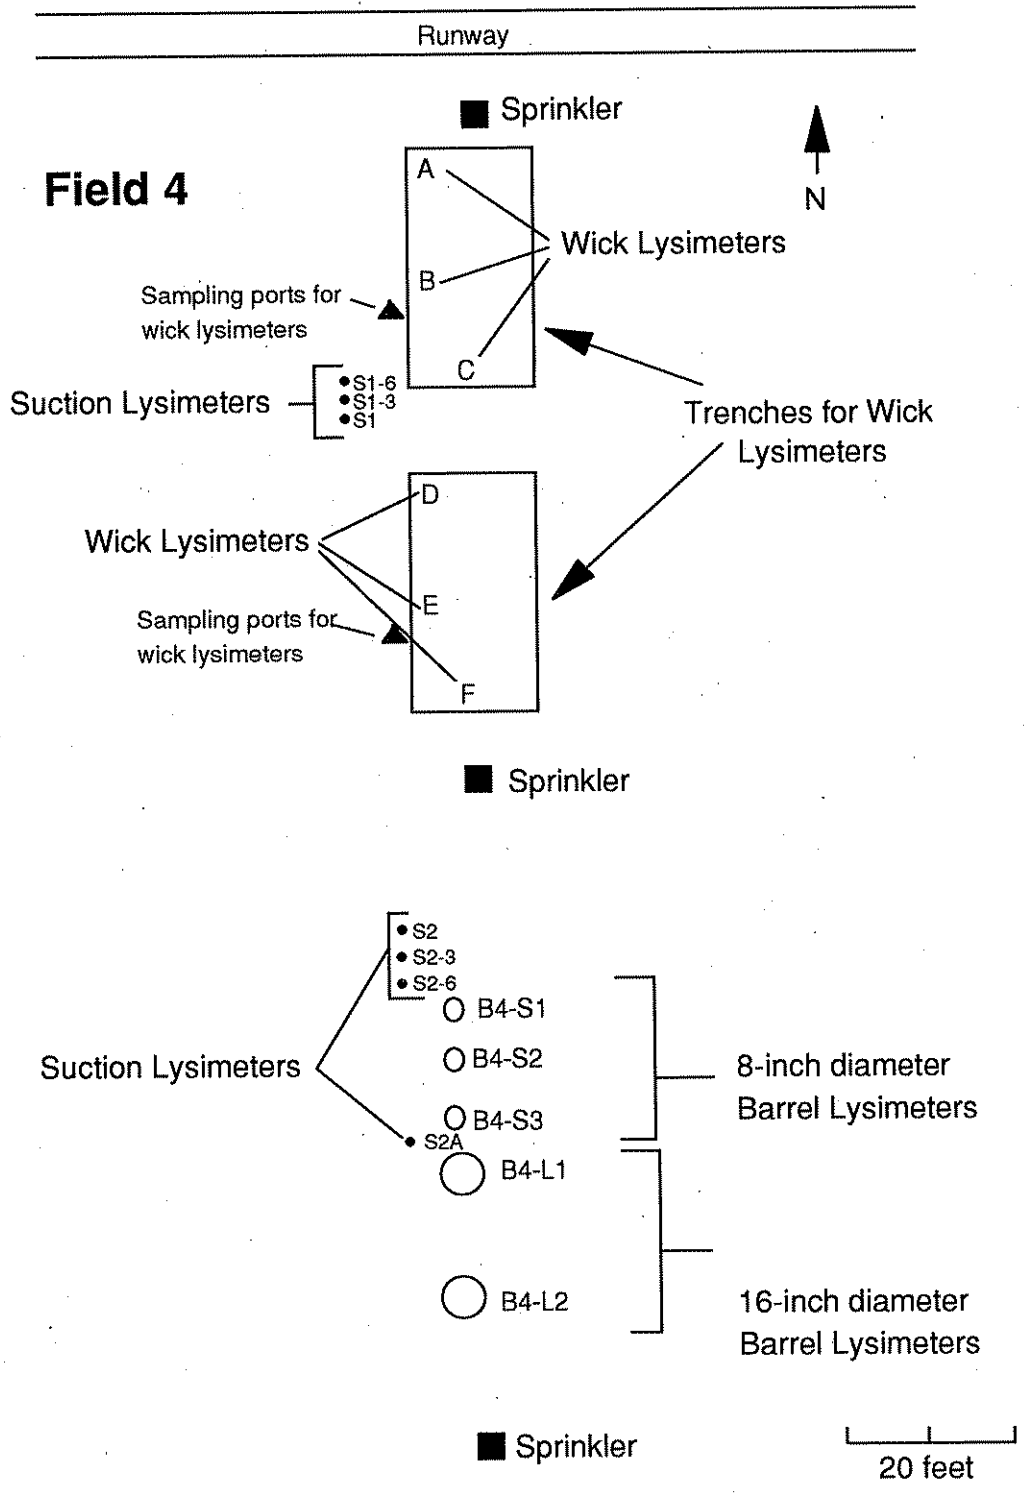 Runway
Sprinkler
Field 4
N
A
Wick Lysimeters
B
Sampling ports for
wick lysimeters
C
S1-6
Suction Lysimeters
S1-3
S1
Trenches for Wick
Lysimeters
D
Wick Lysimeters
E
Sampling ports for
wick lysimeters
F
Sprinkler
S2
S2-3
S2-6
B4-S1
B4-S2
Suction Lysimeters
8-inch diameter
Barrel Lysimeters
B4-S3
S2A
B4-L1
B4-L2
16-inch diameter
Barrel Lysimeters
Sprinkler
20 feet